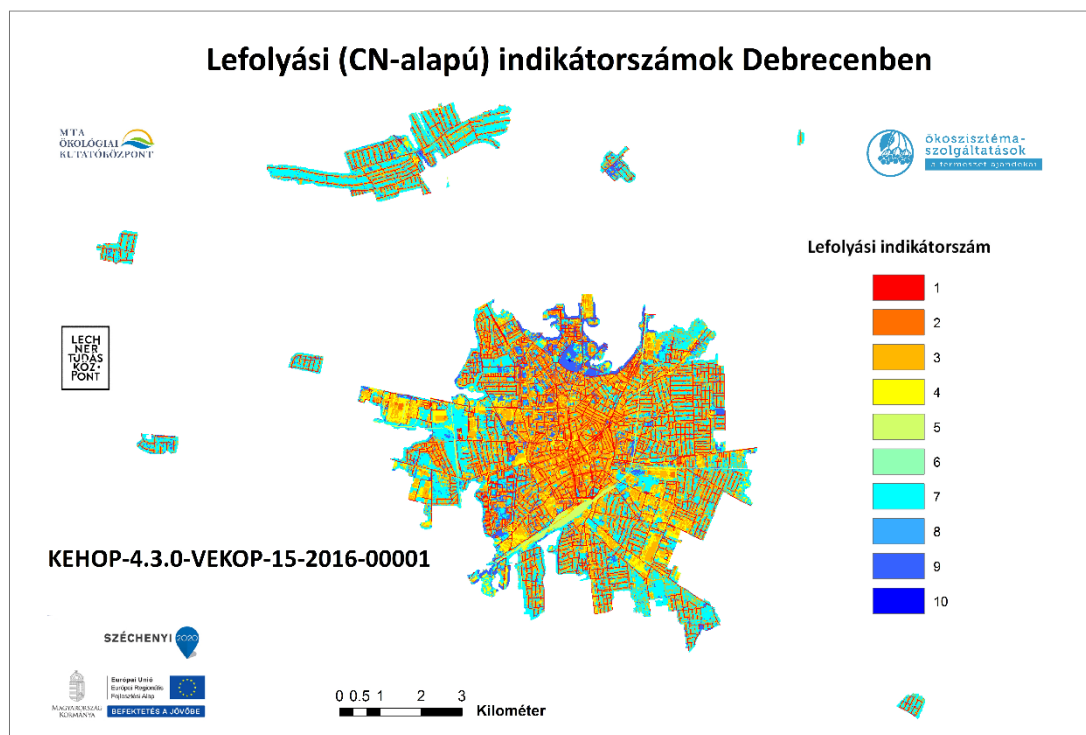 Lefolyási (CN-alapú) indikátorszámok Debrecenben
MTA
ÖKOLÓGIAI
KUTATÓKÖZPONT
ökoszisztéma-
szolgáltatások
a természet ajándékai
Lefolyási indikátorszám
1
2
3
4
5
6
7
8
9
10
LECH
NER
TUDÁS
KÖZ-
PONT
KEHOP-4.3.0-VEKOP-15-2016-00001
SZÉCHENYI 2020
MAGYARORSZÁG
KORMÁNYA
Európai Unió
Európai Regionális
Fejlesztési Alap
BEFEKTETÉS A JÖVŐBE
0 0.5 1 2 3
Kilométer